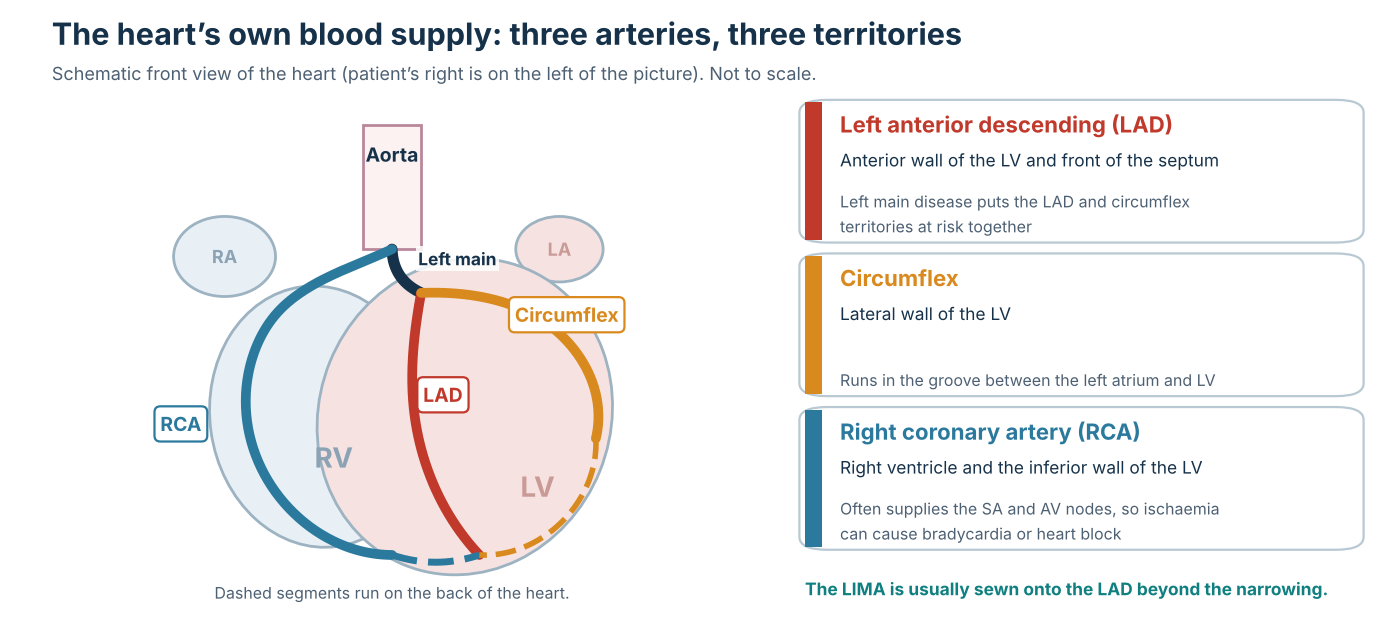 The heart’s own blood supply: three arteries, three territories
Schematic front view of the heart (patient’s right is on the left of the picture). Not to scale.
Aorta
RA
LA
Left main
Circumflex
LAD
RCA
RV
LV
Dashed segments run on the back of the heart.
Left anterior descending (LAD)
Anterior wall of the LV and front of the septum
Left main disease puts the LAD and circumflex
territories at risk together
Circumflex
Lateral wall of the LV
Runs in the groove between the left atrium and LV
Right coronary artery (RCA)
Right ventricle and the inferior wall of the LV
Often supplies the SA and AV nodes, so ischaemia
can cause bradycardia or heart block
The LIMA is usually sewn onto the LAD beyond the narrowing.